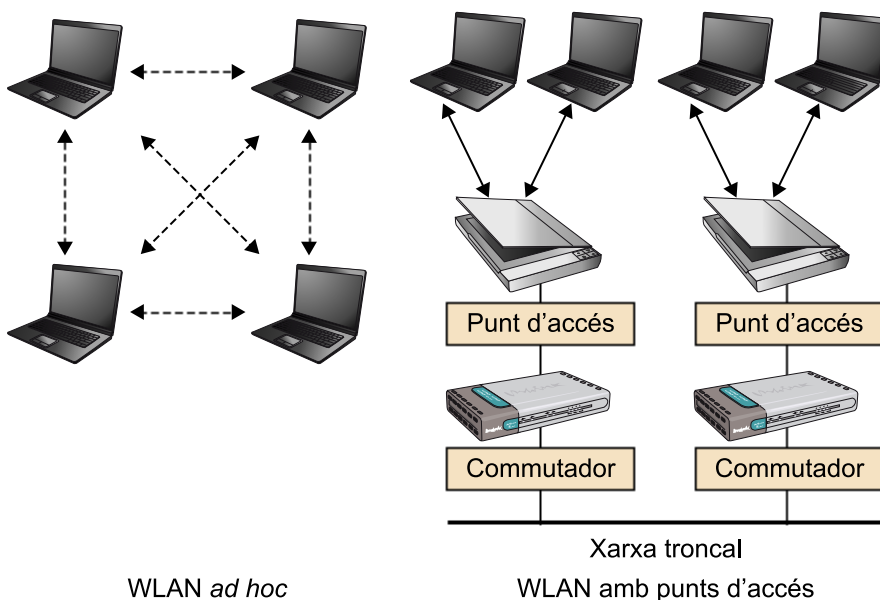 Punt d'accés
Punt d'accés
Commutador
Commutador
Xarxa troncal
WLAN ad hoc
WLAN amb punts d'accés